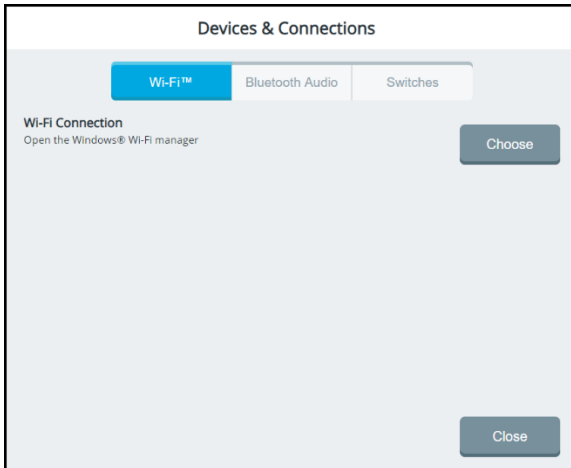 Devices & Connections
Wi-Fi™
Bluetooth Audio
Switches
Wi-Fi Connection
Open the Windows® Wi-Fi manager
Choose
Close